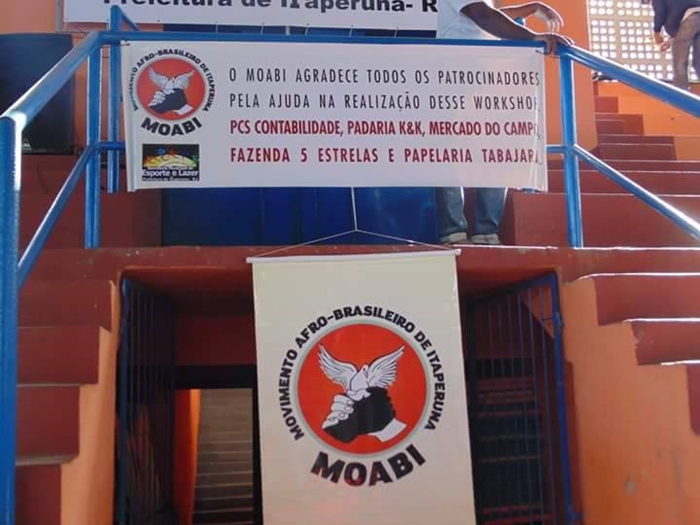 Prefeitura de Itaperuna- R
MOVIMENTO AFRO-BRASILEIRO DE ITAPERUNA
MOABI
O MOABI AGRADECE TODOS OS PATROCINADORES
PELA AJUDA NA REALIZAÇÃO DESSE WORKSHOP
PCS CONTABILIDADE, PADARIA K&K, MERCADO DO CAMPO,
FAZENDA 5 ESTRELAS E PAPELARIA TABAJARA
Esporte e Lazer
MOVIMENTO AFRO-BRASILEIRO DE ITAPERUNA
MOABI